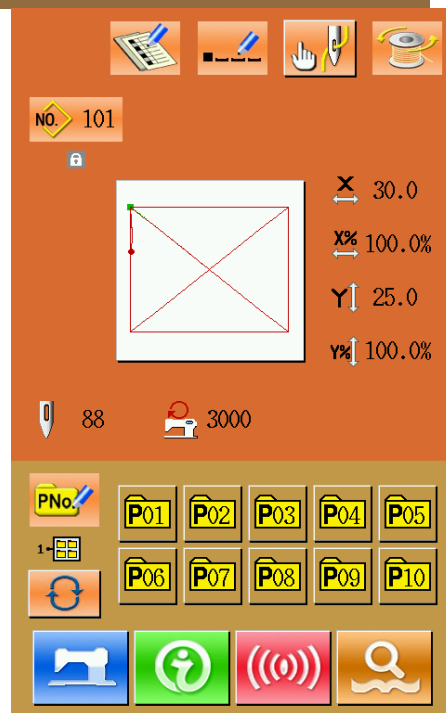 NO. 101
X 30.0
X% 100.0%
Y 25.0
Y% 100.0%
88 3000
PNo.
P01 P02 P03 P04 P05
1-
P06 P07 P08 P09 P10